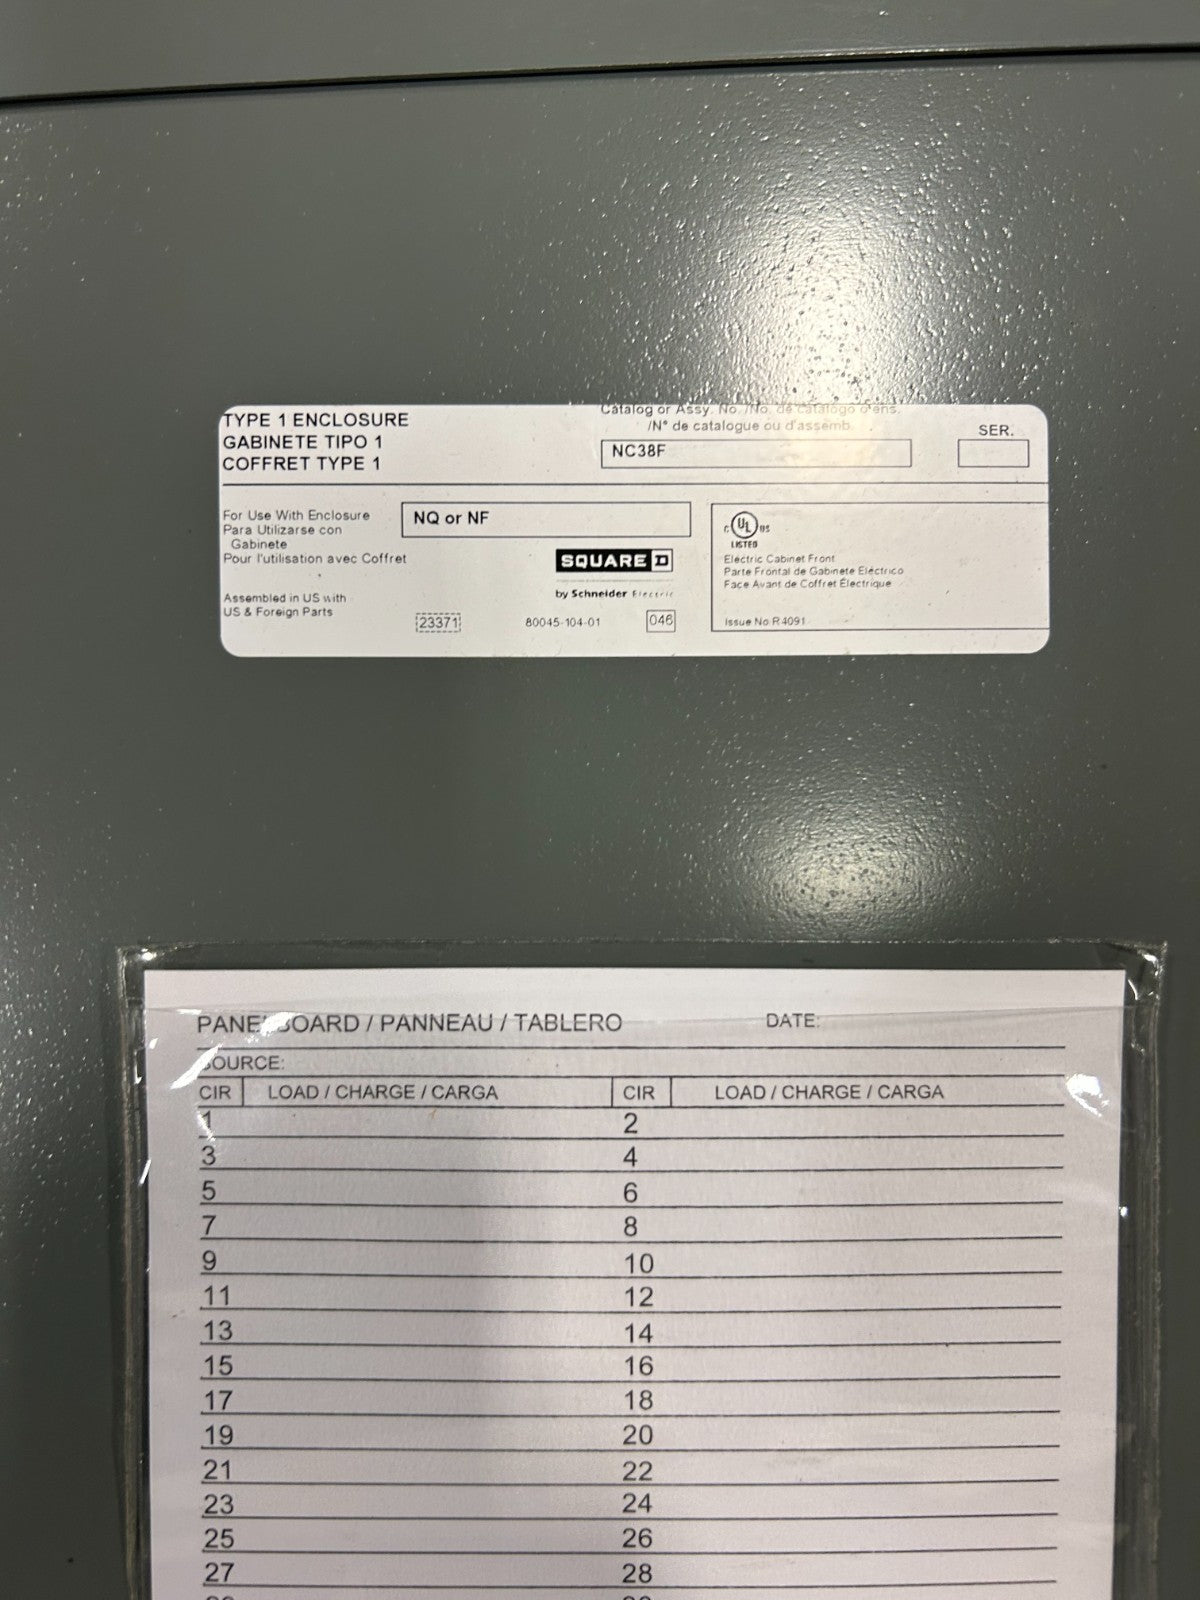 TYPE 1 ENCLOSURE
GABINETE TIPO 1
COFFRET TYPE 1
Catalog or Assy. No. /No. de catálogo o ens.
/N° de catalogue ou d'assemb.
NC38F
SER.
For Use With Enclosure
Para Utilizarse con
Gabinete
Pour l'utilisation avec Coffret
NQ or NF
SQUARE D
by Schneider Electric
Assembled in US with
US & Foreign Parts
23371
80045-104-01
046
C UL US
LISTED
Electric Cabinet Front
Parte Frontal de Gabinete Eléctrico
Face Avant de Coffret Électrique
Issue No R4091
PANELBOARD / PANNEAU / TABLERO DATE:
SOURCE:
CIR LOAD / CHARGE / CARGA CIR LOAD / CHARGE / CARGA
1 2
3 4
5 6
7 8
9 10
11 12
13 14
15 16
17 18
19 20
21 22
23 24
25 26
27 28